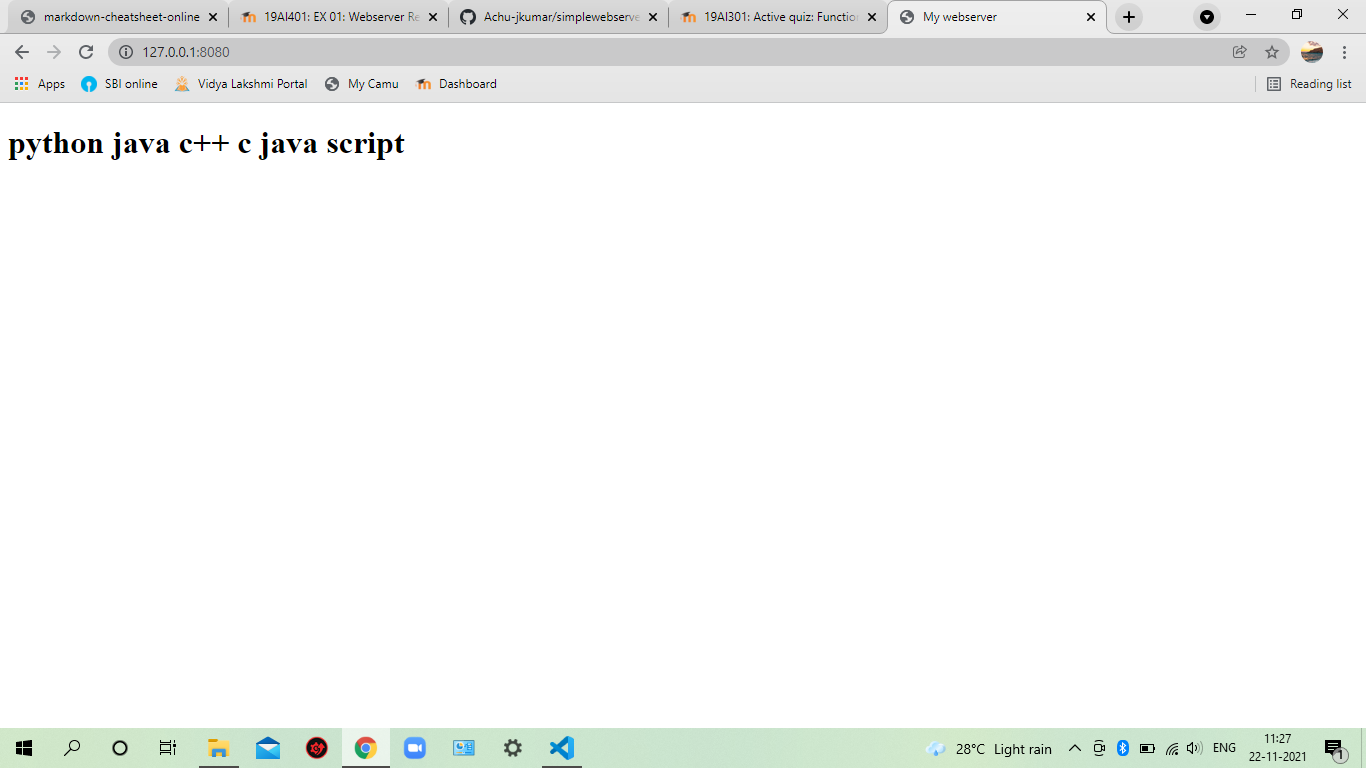 markdown-cheatsheet-online
19AI401: EX 01: Webserver Re
Achu-jkumar/simplewebserve
19AI301: Active quiz: Function
My webserver
127.0.0.1:8080
Apps
SBI online
Vidya Lakshmi Portal
My Camu
Dashboard
Reading list
python java c++ c java script
28°C Light rain
ENG
11:27
22-11-2021
1